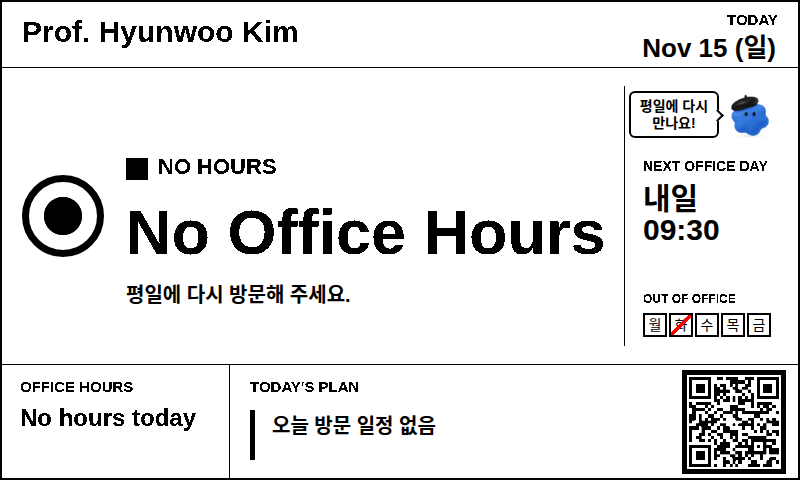 Prof. Hyunwoo Kim
TODAY
Nov 15 (일)
평일에 다시
만나요!
NO HOURS
No Office Hours
평일에 다시 방문해 주세요.
NEXT OFFICE DAY
내일
09:30
OUT OF OFFICE
월 화 수 목 금
OFFICE HOURS
No hours today
TODAY'S PLAN
오늘 방문 일정 없음